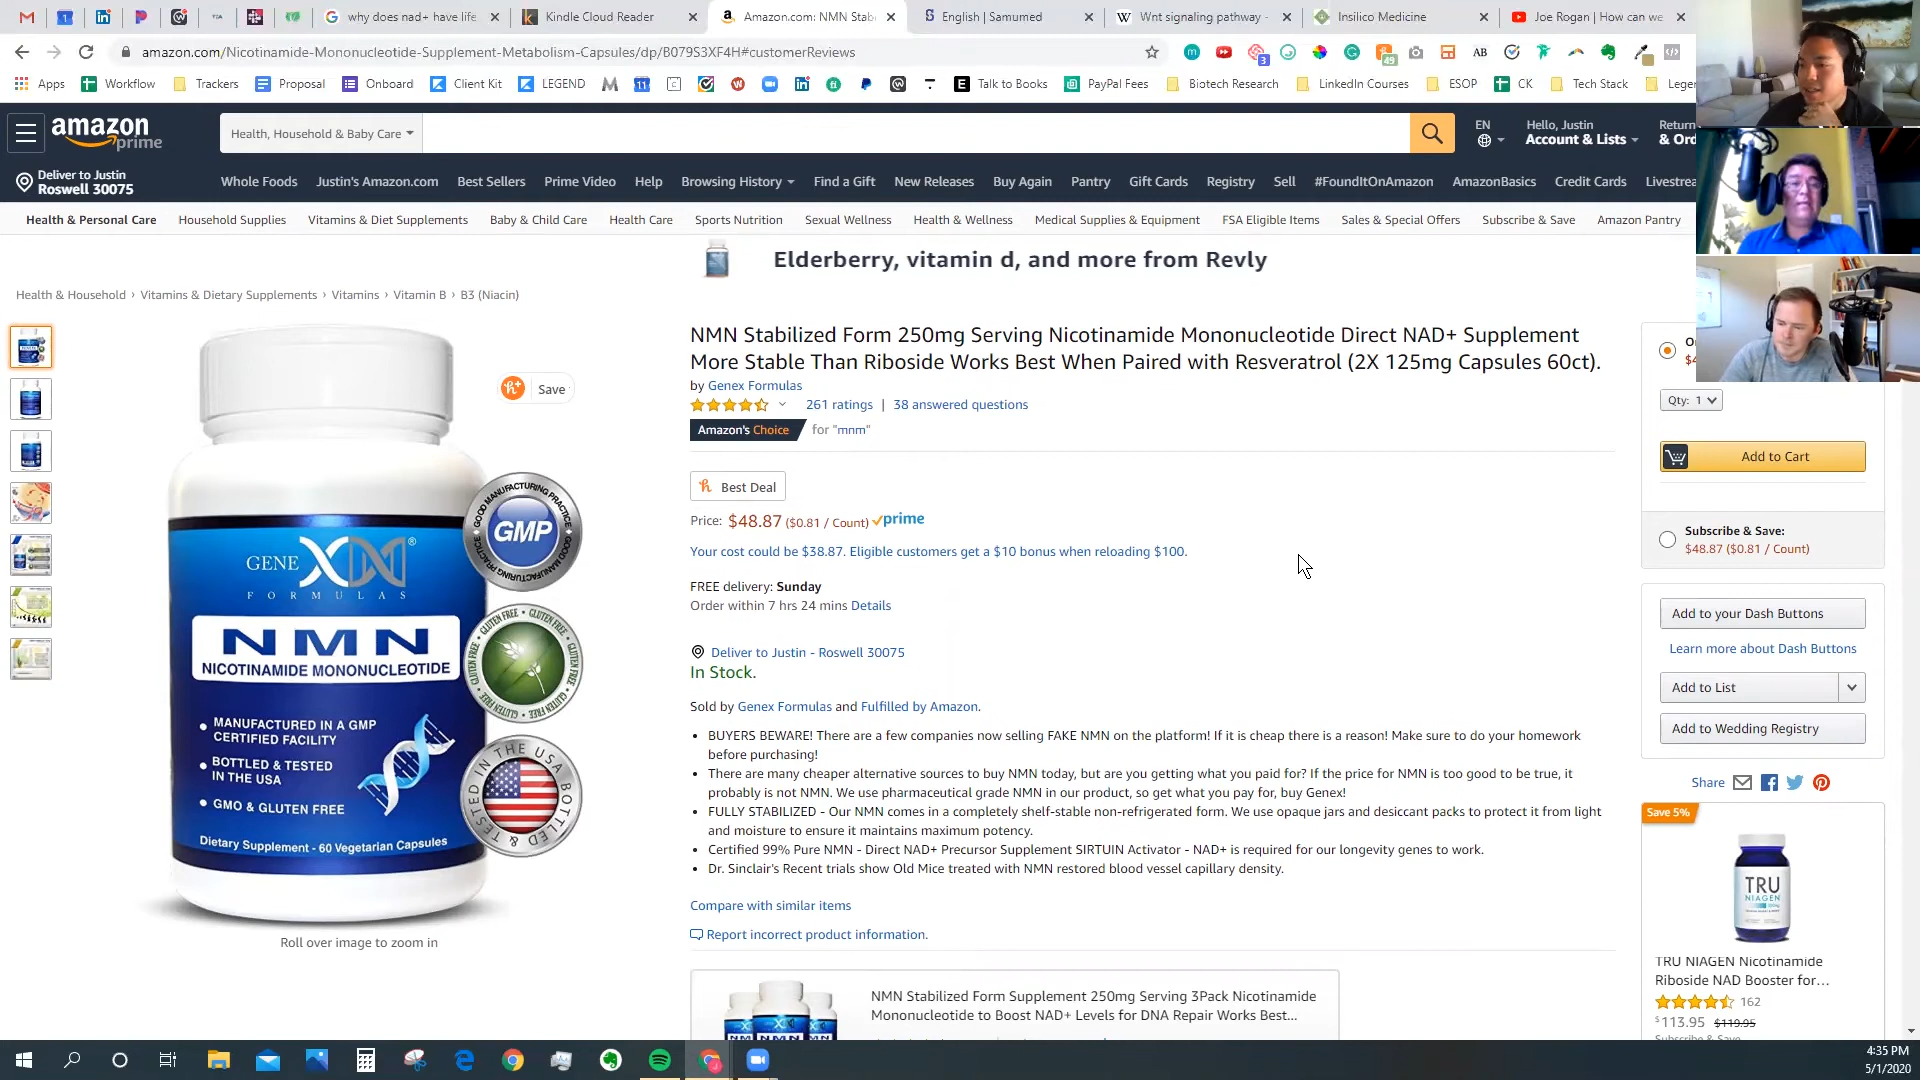 why does nad+ have life
Kindle Cloud Reader
Amazon.com: NMN Stab
English | Samumed
Wnt signaling pathway -
Insilico Medicine
Joe Rogan | How can we
amazon.com/Nicotinamide-Mononucleotide-Supplement-Metabolism-Capsules/dp/B079S3XF4H#customerReviews
Apps Workflow Trackers Proposal Onboard Client Kit LEGEND Talk to Books PayPal Fees Biotech Research LinkedIn Courses ESOP CK Tech Stack Leger
amazon prime
Health, Household & Baby Care
EN
Hello, Justin
Account & Lists
Return
& Ord
Deliver to Justin
Roswell 30075
Whole Foods Justin's Amazon.com Best Sellers Prime Video Help Browsing History Find a Gift New Releases Buy Again Pantry Gift Cards Registry Sell #FoundItOnAmazon AmazonBasics Credit Cards Livestrea
Health & Personal Care Household Supplies Vitamins & Diet Supplements Baby & Child Care Health Care Sports Nutrition Sexual Wellness Health & Wellness Medical Supplies & Equipment FSA Eligible Items Sales & Special Offers Subscribe & Save Amazon Pantry
Elderberry, vitamin d, and more from Revly
Health & Household › Vitamins & Dietary Supplements › Vitamins › Vitamin B › B3 (Niacin)
Save
GENE XN®
FORMULAS
NMN
NICOTINAMIDE MONONUCLEOTIDE
MANUFACTURED IN A GMP
CERTIFIED FACILITY
BOTTLED & TESTED
IN THE USA
GMO & GLUTEN FREE
Dietary Supplement - 60 Vegetarian Capsules
GOOD MANUFACTURING PRACTICE
GMP
GLUTEN FREE
BOTTLED & TESTED IN THE USA
Roll over image to zoom in
NMN Stabilized Form 250mg Serving Nicotinamide Mononucleotide Direct NAD+ Supplement
More Stable Than Riboside Works Best When Paired with Resveratrol (2X 125mg Capsules 60ct).
by Genex Formulas
261 ratings | 38 answered questions
Amazon's Choice for "mnm"
Best Deal
Price: $48.87 ($0.81 / Count) prime
Your cost could be $38.87. Eligible customers get a $10 bonus when reloading $100.
FREE delivery: Sunday
Order within 7 hrs 24 mins Details
Deliver to Justin - Roswell 30075
In Stock.
Sold by Genex Formulas and Fulfilled by Amazon.
BUYERS BEWARE! There are a few companies now selling FAKE NMN on the platform! If it is cheap there is a reason! Make sure to do your homework
before purchasing!
There are many cheaper alternative sources to buy NMN today, but are you getting what you paid for? If the price for NMN is too good to be true, it
probably is not NMN. We use pharmaceutical grade NMN in our product, so get what you pay for, buy Genex!
FULLY STABILIZED - Our NMN comes in a completely shelf-stable non-refrigerated form. We use opaque jars and desiccant packs to protect it from light
and moisture to ensure it maintains maximum potency.
Certified 99% Pure NMN - Direct NAD+ Precursor Supplement SIRTUIN Activator - NAD+ is required for our longevity genes to work.
Dr. Sinclair's Recent trials show Old Mice treated with NMN restored blood vessel capillary density.
Compare with similar items
Report incorrect product information.
NMN Stabilized Form Supplement 250mg Serving 3Pack Nicotinamide
Mononucleotide to Boost NAD+ Levels for DNA Repair Works Best...
Qty: 1
Add to Cart
Subscribe & Save:
$48.87 ($0.81 / Count)
Add to your Dash Buttons
Learn more about Dash Buttons
Add to List
Add to Wedding Registry
Share
Save 5%
TRU
NIAGEN
TRU NIAGEN Nicotinamide
Riboside NAD Booster for...
162
$113.95 $119.95
Subscribe & Save
4:35 PM
5/1/2020